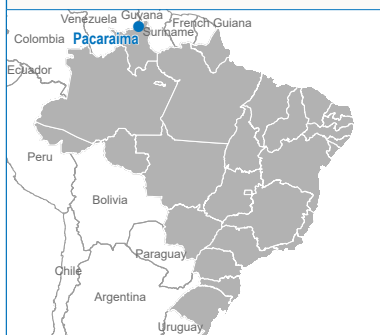 Venezuela
Guyana
French Guiana
Suriname
Colombia
Pacaraima
Ecuador
Peru
Bolivia
Paraguay
Chile
Argentina
Uruguay